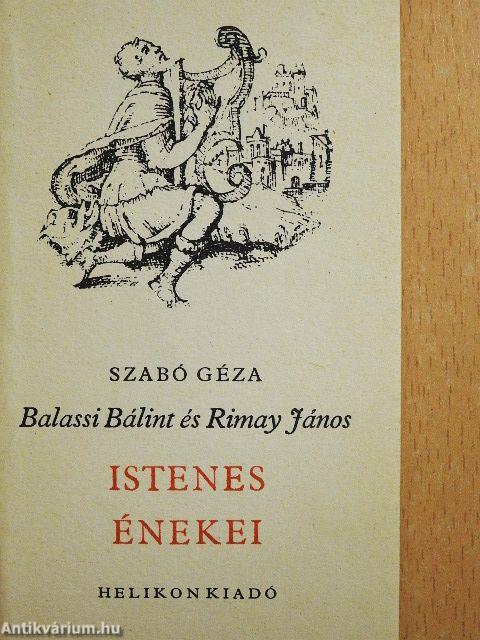 SZABÓ GÉZA
Balassi Bálint és Rimay János
ISTENES
ÉNEKEI
HELIKON KIADÓ
Antikvárium.hu